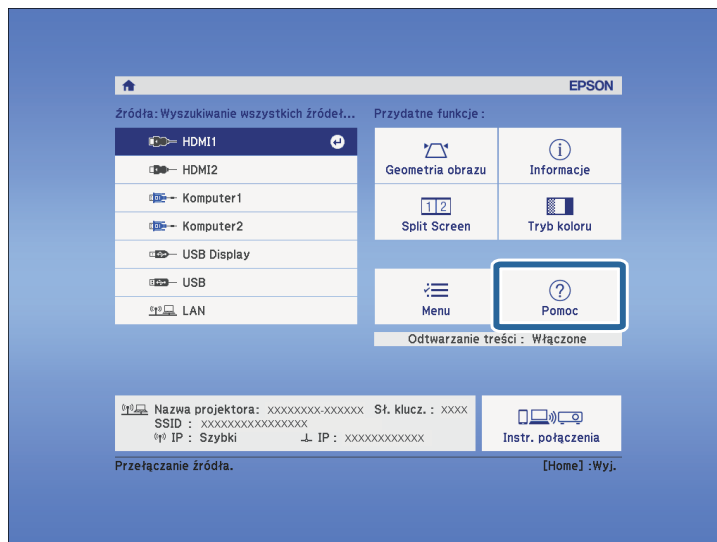 EPSON
Źródła: Wyszukiwanie wszystkich źródeł...
HDMI1
HDMI2
Komputer1
Komputer2
USB Display
USB
LAN
Przydatne funkcje :
Geometria obrazu
Informacje
1 2
Split Screen
Tryb koloru
Menu
Pomoc
Odtwarzanie treści : Włączone
Nazwa projektora: XXXXXXXX-XXXXXX Sł. klucz. : XXXX
SSID : XXXXXXXXXXXXXXXX
IP : Szybki IP : XXXXXXXXXXXX
Instr. połączenia
Przełączanie źródła.
[Home] :Wyj.